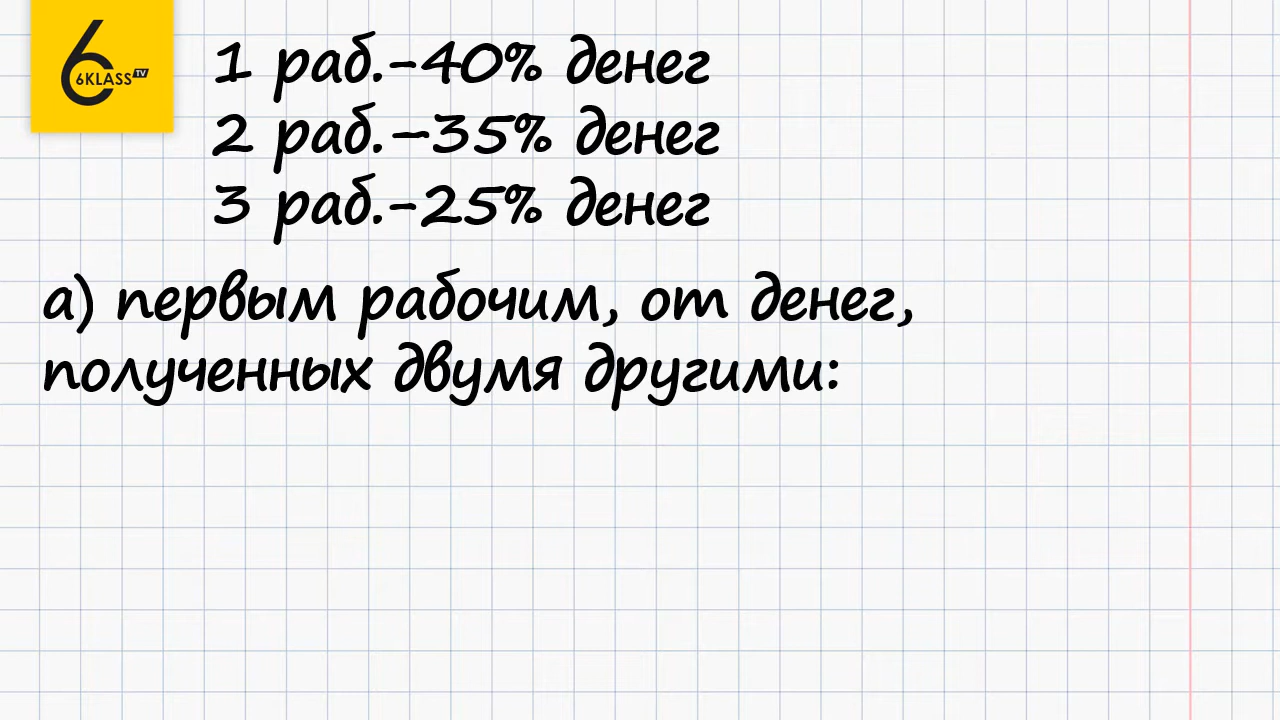 6KLASS TV
1 раб.-40% денег
2 раб.–35% денег
3 раб.-25% денег
а) первым рабочим, от денег,
полученных двумя другими: